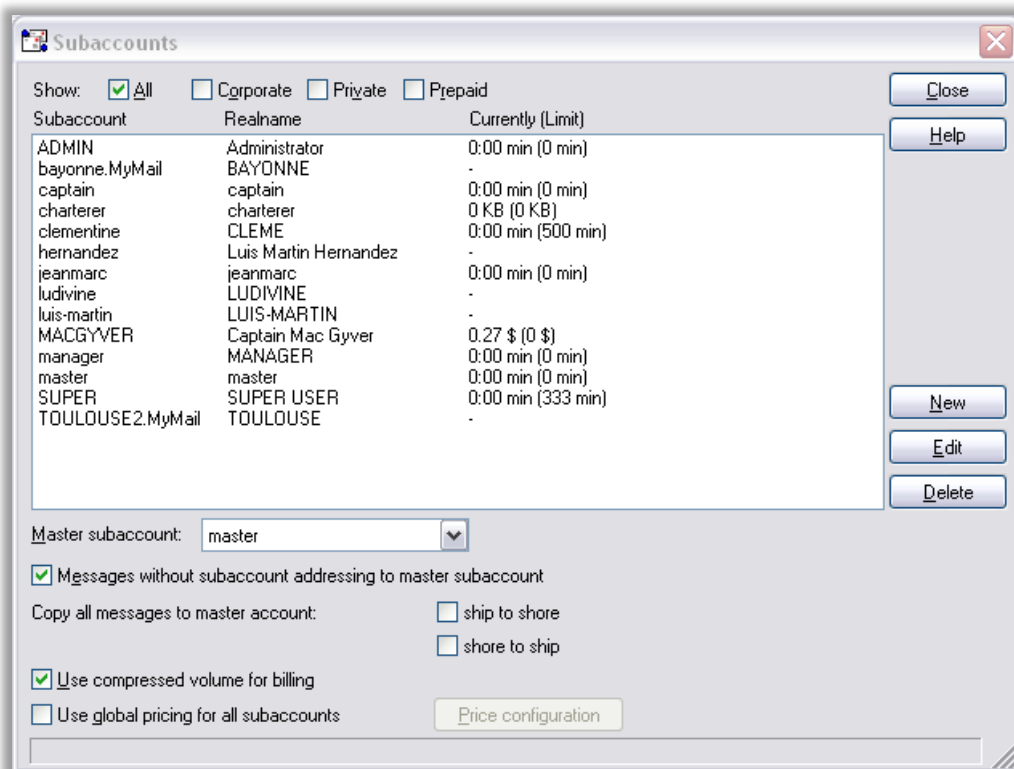 Subaccounts
Show: All Corporate Private Prepaid Close
Subaccount Realname Currently (Limit)
Help
ADMIN Administrator 0:00 min (0 min)
bayonne.MyMail BAYONNE -
captain captain 0:00 min (0 min)
charterer charterer 0 KB (0 KB)
clementine CLEME 0:00 min (500 min)
hernandez Luis Martin Hernandez -
jeanmarc jeanmarc 0:00 min (0 min)
ludivine LUDIVINE -
luis-martin LUIS-MARTIN -
MACGYVER Captain Mac Gyver 0.27 $ (0 $)
manager MANAGER 0:00 min (0 min)
master master 0:00 min (0 min)
SUPER SUPER USER 0:00 min (333 min)
TOULOUSE2.MyMail TOULOUSE -
New
Edit
Delete
Master subaccount: master
Messages without subaccount addressing to master subaccount
Copy all messages to master account: ship to shore
shore to ship
Use compressed volume for billing
Use global pricing for all subaccounts Price configuration